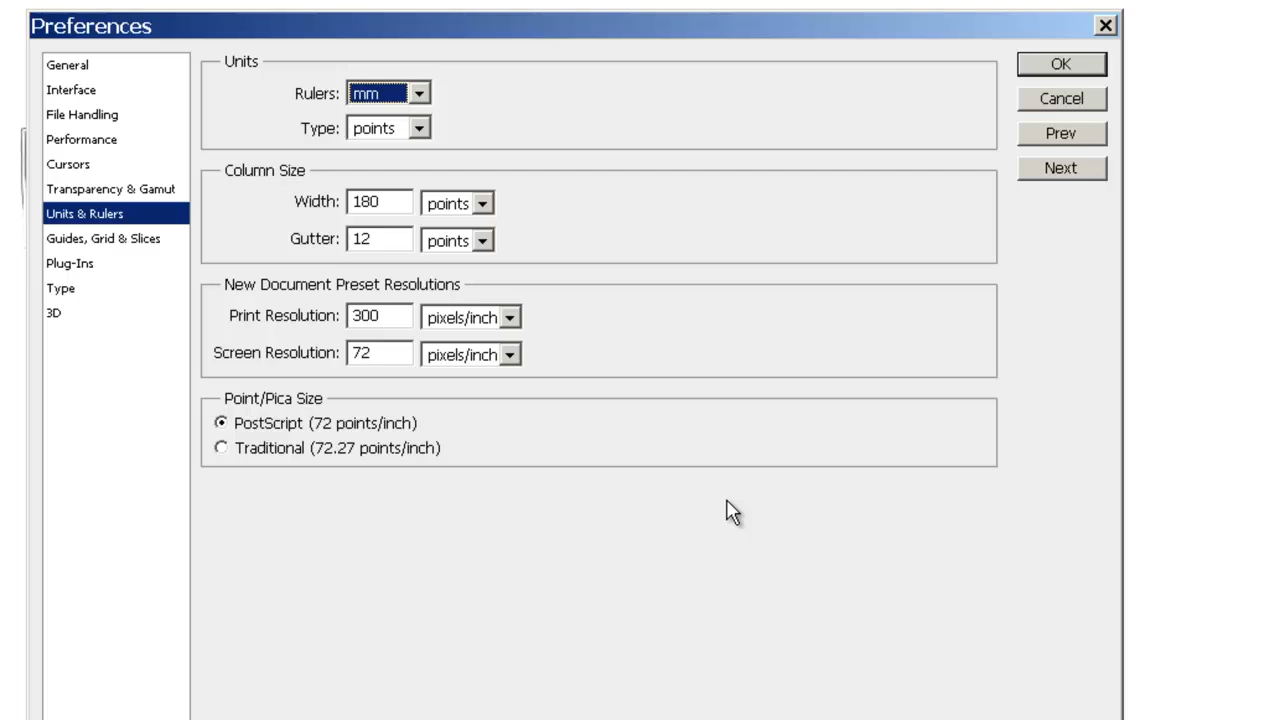 Preferences
General
Interface
File Handling
Performance
Cursors
Transparency & Gamut
Units & Rulers
Guides, Grid & Slices
Plug-Ins
Type
3D
Units
Rulers: mm
Type: points
Column Size
Width: 180 points
Gutter: 12 points
New Document Preset Resolutions
Print Resolution: 300 pixels/inch
Screen Resolution: 72 pixels/inch
Point/Pica Size
PostScript (72 points/inch)
Traditional (72.27 points/inch)
OK
Cancel
Prev
Next